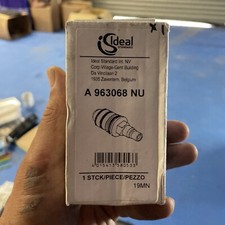 Ideal
Ideal Standard Int. NV
Corp Village-Gent Building
Da Vincilaan 2
1935 Zaventem, Belgium
A 963068 NU
1 STCK/PIECE/PEZZO
19MN